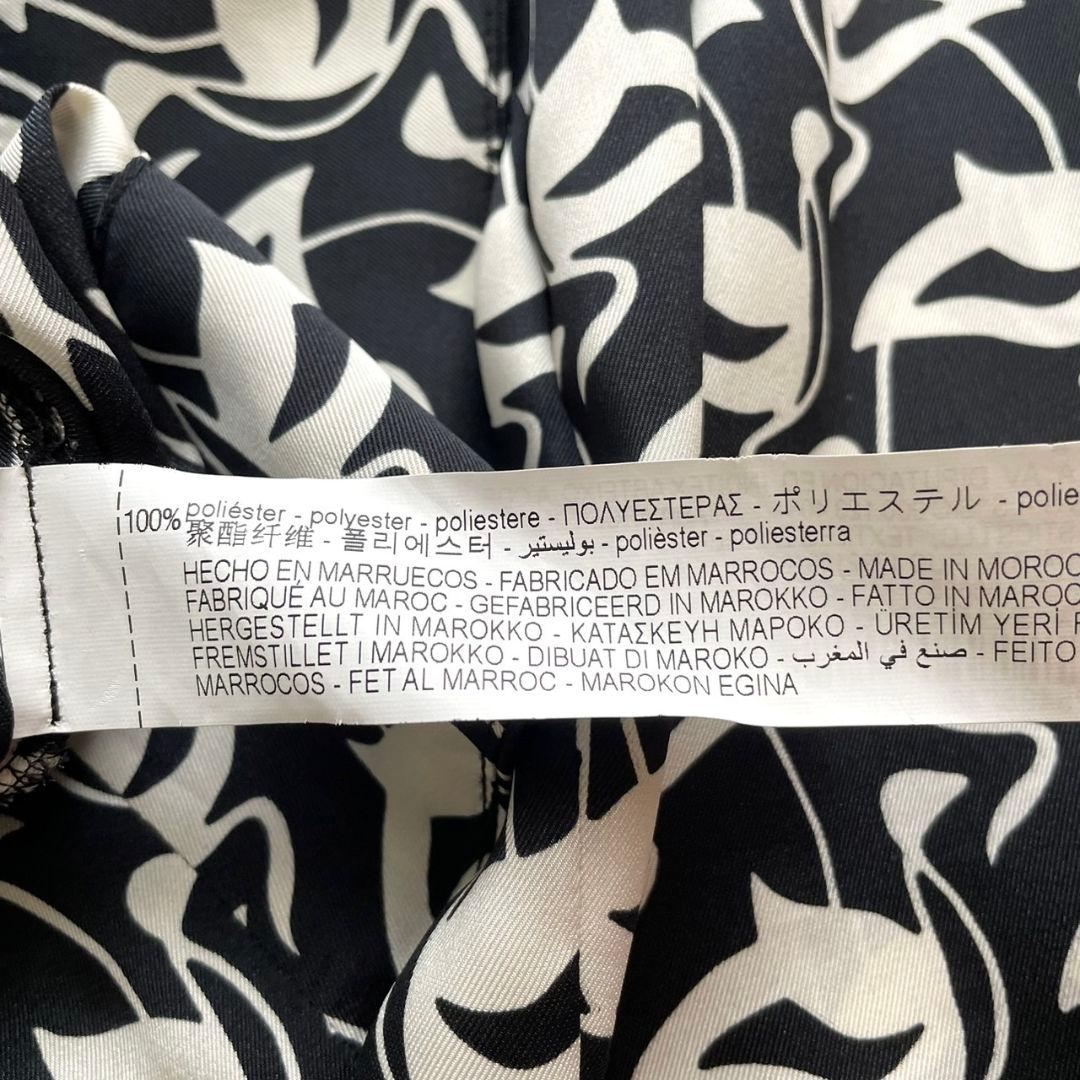 100% poliéster - polyester - poliestere - ΠΟΛΥΕΣΤΕΡΑΣ - ポリエステル - polie
聚酯纤维 - 폴리에스터 - بوليستير - polièster - poliesterra
HECHO EN MARRUECOS - FABRICADO EM MARROCOS - MADE IN MOROC
FABRIQUÉ AU MAROC - GEFABRICEERD IN MAROKKO - FATTO IN MAROC
HERGESTELLT IN MAROKKO - ΚΑΤΑΣΚΕΥΗ ΜΑΡΟΚΟ - ÜRETİM YERİ F
FREMSTILLET I MAROKKO - DIBUAT DI MAROKO - صنع في المغرب - FEITO
MARROCOS - FET AL MARROC - MAROKON EGINA